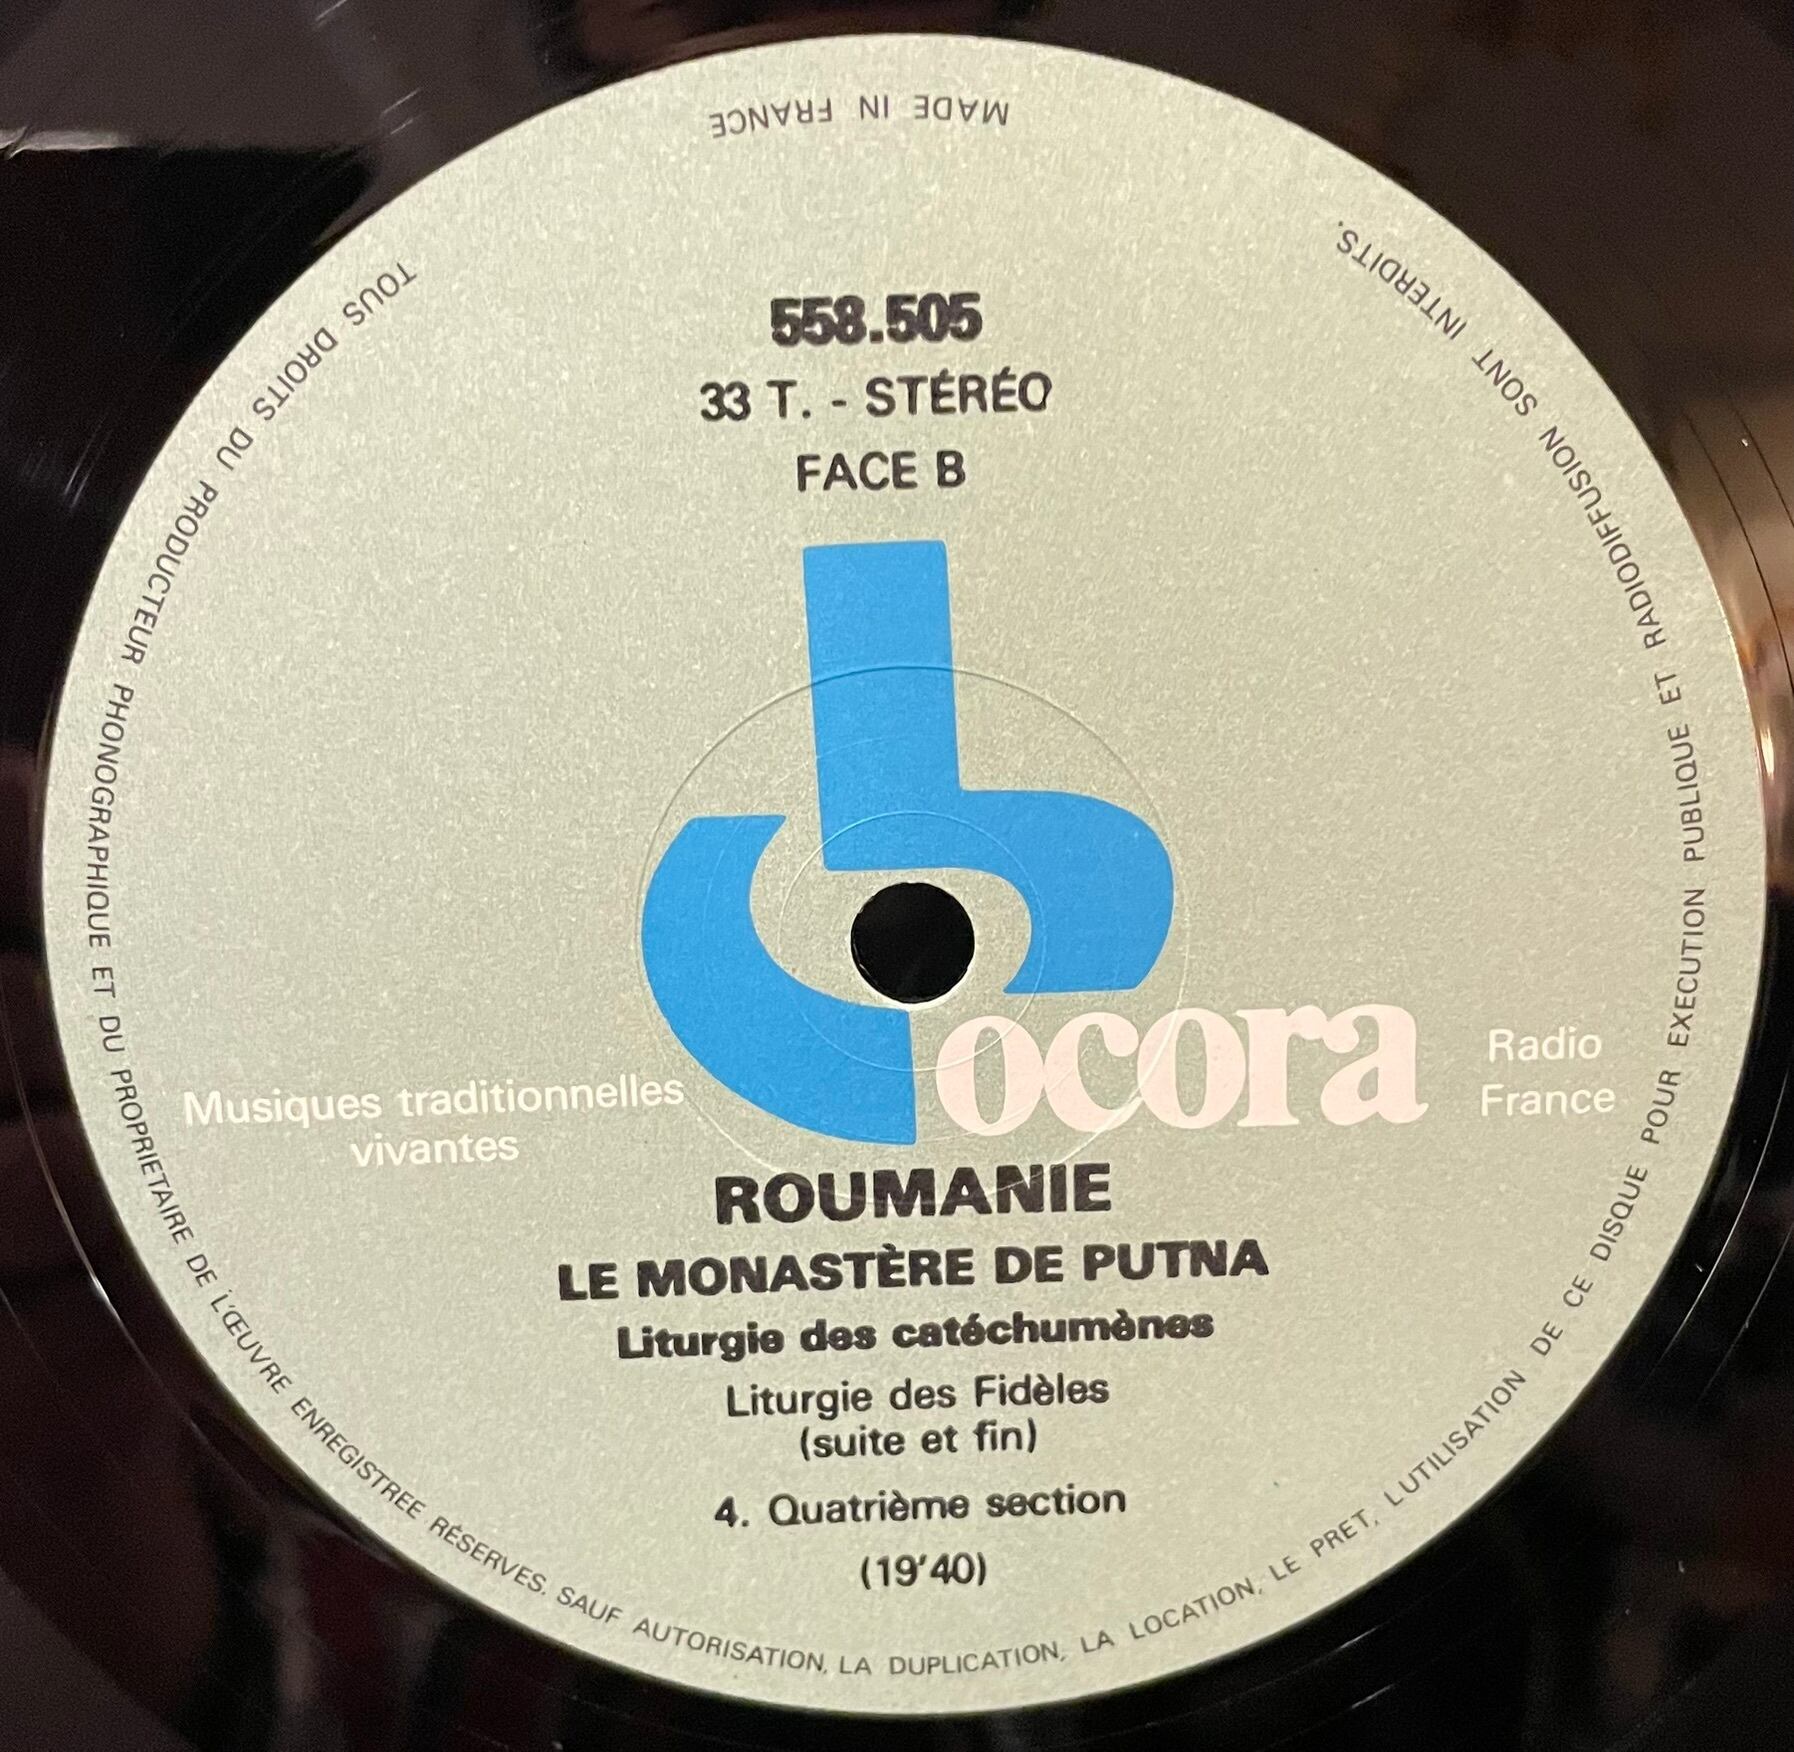 MADE IN FRANCE
558.505
33 T. - STÉRÉO
FACE B
ocora
Radio
France
Musiques traditionnelles
vivantes
ROUMANIE
LE MONASTÈRE DE PUTNA
Liturgie des catéchumènes
Liturgie des Fidèles
(suite et fin)
4. Quatrième section
(19'40)
TOUS DROITS DU PRODUCTEUR PHONOGRAPHIQUE ET DU PROPRIETAIRE DE L'ŒUVRE ENREGISTREE RÉSERVES. SAUF AUTORISATION, LA DUPLICATION, LA LOCATION, LE PRET, LUTILISATION DE CE DISQUE POUR EXECUTION PUBLIQUE ET RADIODIFFUSION SONT INTERDITS.